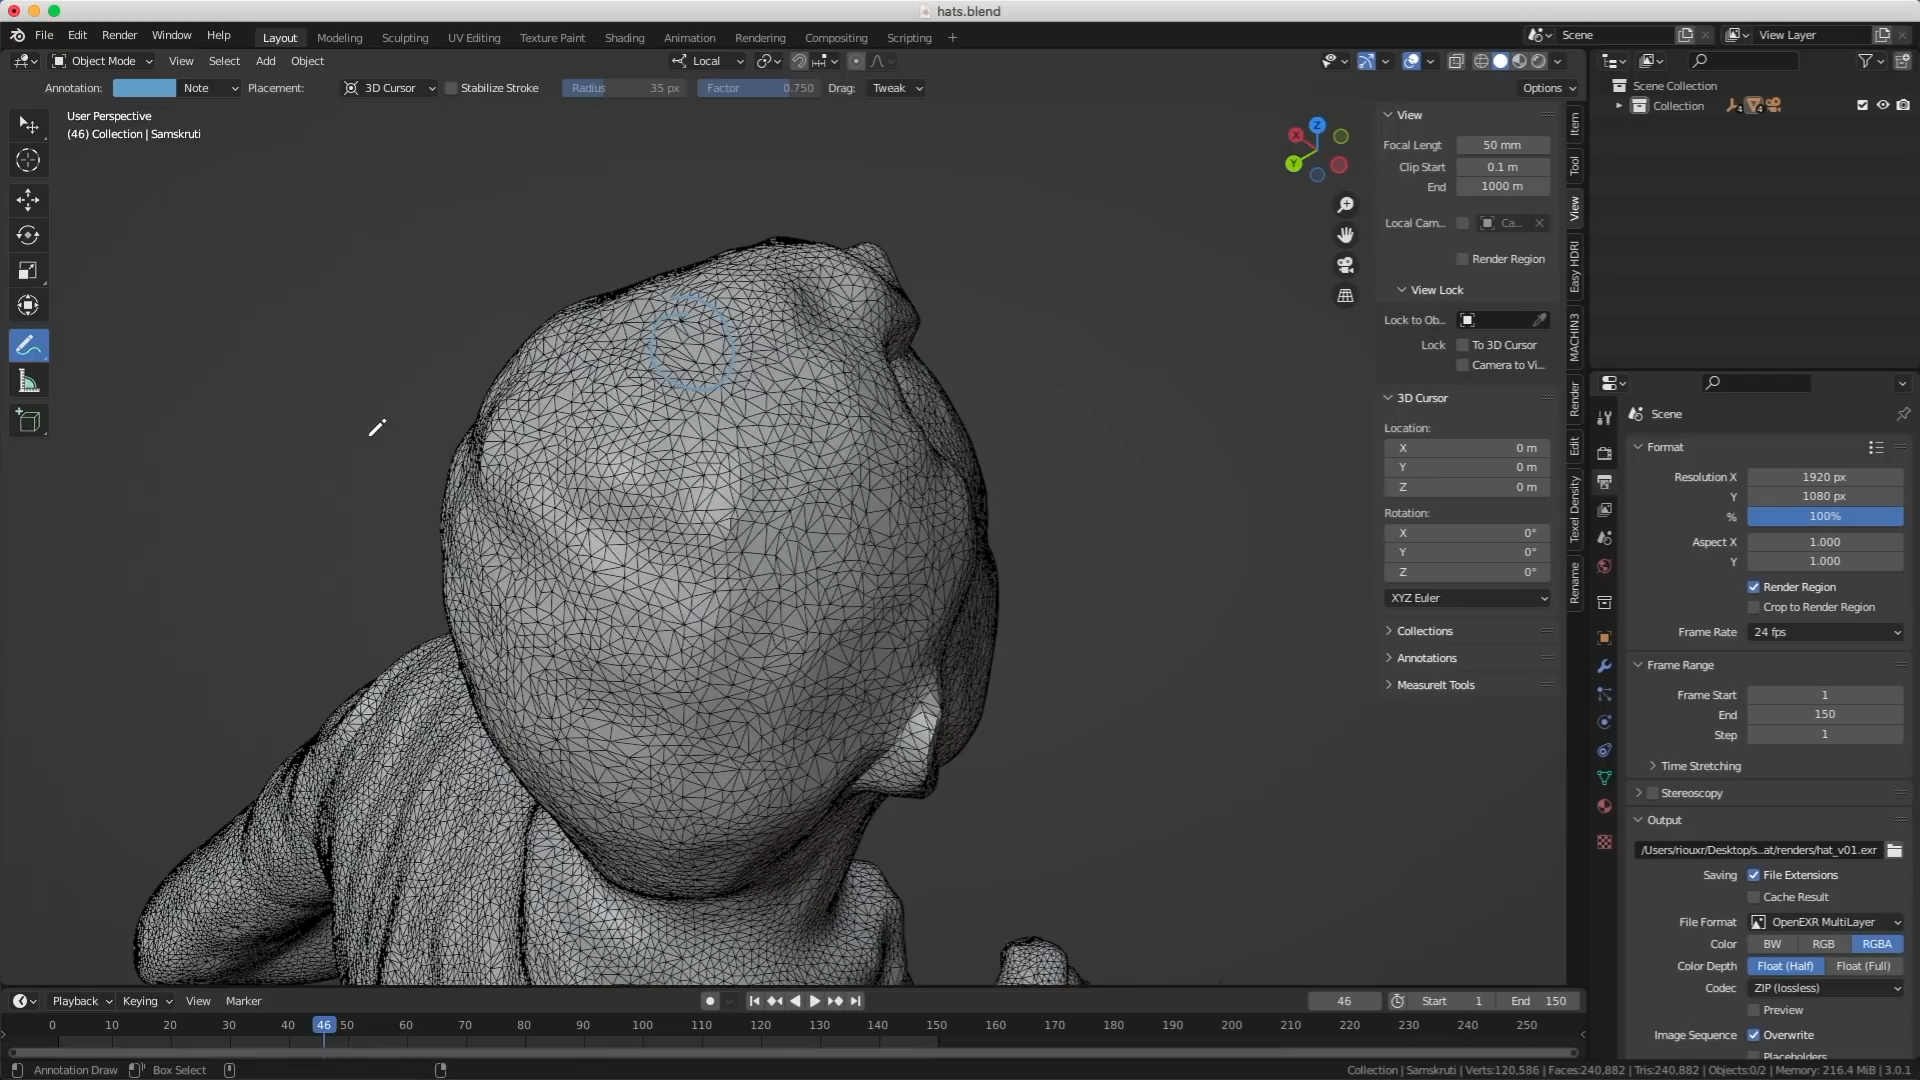 hats.blend
File Edit Render Window Help Layout Modeling Sculpting UV Editing Texture Paint Shading Animation Rendering Compositing Scripting + Scene View Layer
Object Mode View Select Add Object Local
Annotation: Note Placement: 3D Cursor Stabilize Stroke Radius 35 px Factor 0.750 Drag: Tweak Options
User Perspective
(46) Collection | Samskruti
Z
X
Y
View
Focal Lengt 50 mm
Clip Start 0.1 m
End 1000 m
Local Cam... Ca...
Render Region
View Lock
Lock to Ob...
Lock To 3D Cursor
Camera to Vi...
3D Cursor
Location:
X 0 m
Y 0 m
Z 0 m
Rotation:
X 0°
Y 0°
Z 0°
XYZ Euler
Collections
Annotations
MeasureIt Tools
Item
Tool
View
Easy HDRI
MACHIN3
Render
Edit
Texel Density
Rename
Scene Collection
Collection 4 4
Scene
Format
Resolution X 1920 px
Y 1080 px
% 100%
Aspect X 1.000
Y 1.000
Render Region
Crop to Render Region
Frame Rate 24 fps
Frame Range
Frame Start 1
End 150
Step 1
Time Stretching
Stereoscopy
Output
/Users/riouxr/Desktop/s...at/renders/hat_v01.exr
Saving File Extensions
Cache Result
File Format OpenEXR MultiLayer
Color BW RGB RGBA
Color Depth Float (Half) Float (Full)
Codec ZIP (lossless)
Preview
Image Sequence Overwrite
Placeholders
Playback Keying View Marker 46 Start 1 End 150
0 10 20 30 40 46 50 60 70 80 90 100 110 120 130 140 150 160 170 180 190 200 210 220 230 240 250
Annotation Draw Box Select Collection | Samskruti | Verts:120,586 | Faces:240,882 | Tris:240,882 | Objects:0/2 | Memory: 216.4 MiB | 3.0.1